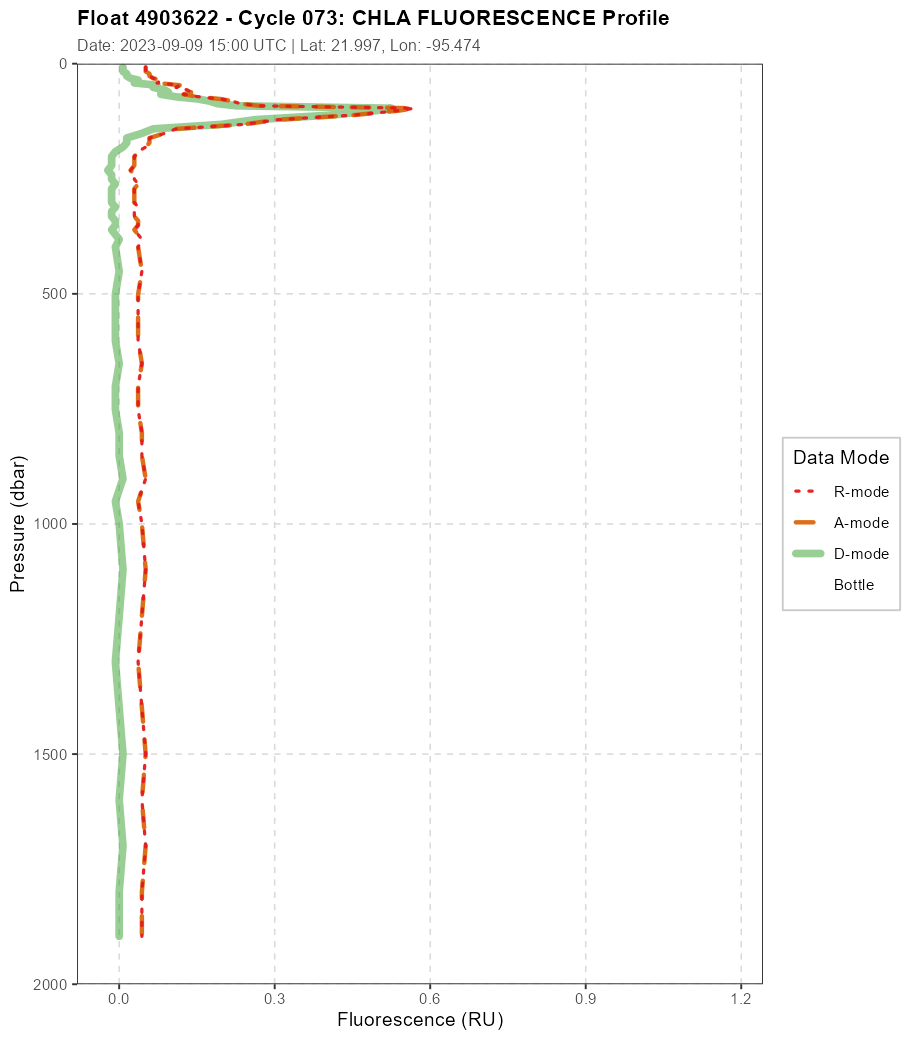 Float 4903622 - Cycle 073: CHLA FLUORESCENCE Profile
Date: 2023-09-09 15:00 UTC | Lat: 21.997, Lon: -95.474
0
500
1000
1500
2000
Pressure (dbar)
0.0
0.3
0.6
0.9
1.2
Fluorescence (RU)
Data Mode
R-mode
A-mode
D-mode
Bottle